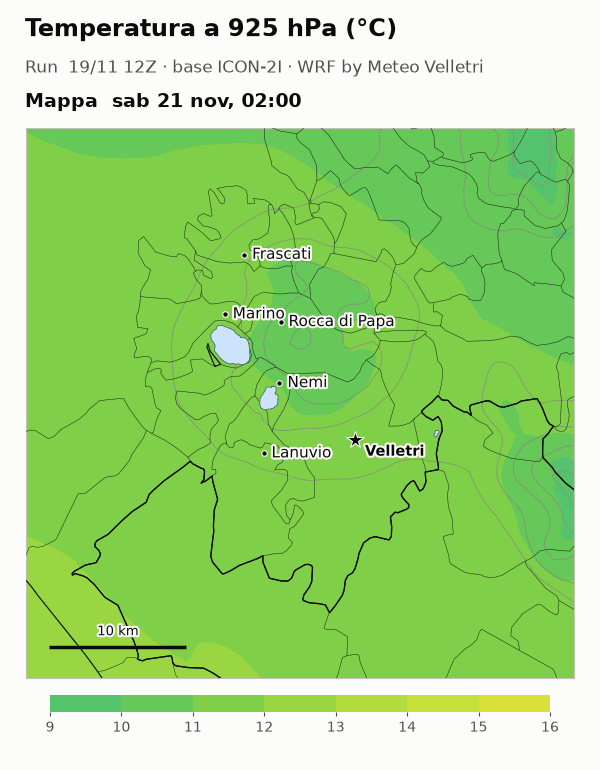 Temperatura a 925 hPa (°C)
Run  19/11 12Z · base ICON-2I · WRF by Meteo Velletri
Mappa  sab 21 nov, 02:00
Frascati
Marino
Rocca di Papa
Nemi
Velletri
Lanuvio
10 km
9 10 11 12 13 14 15 16